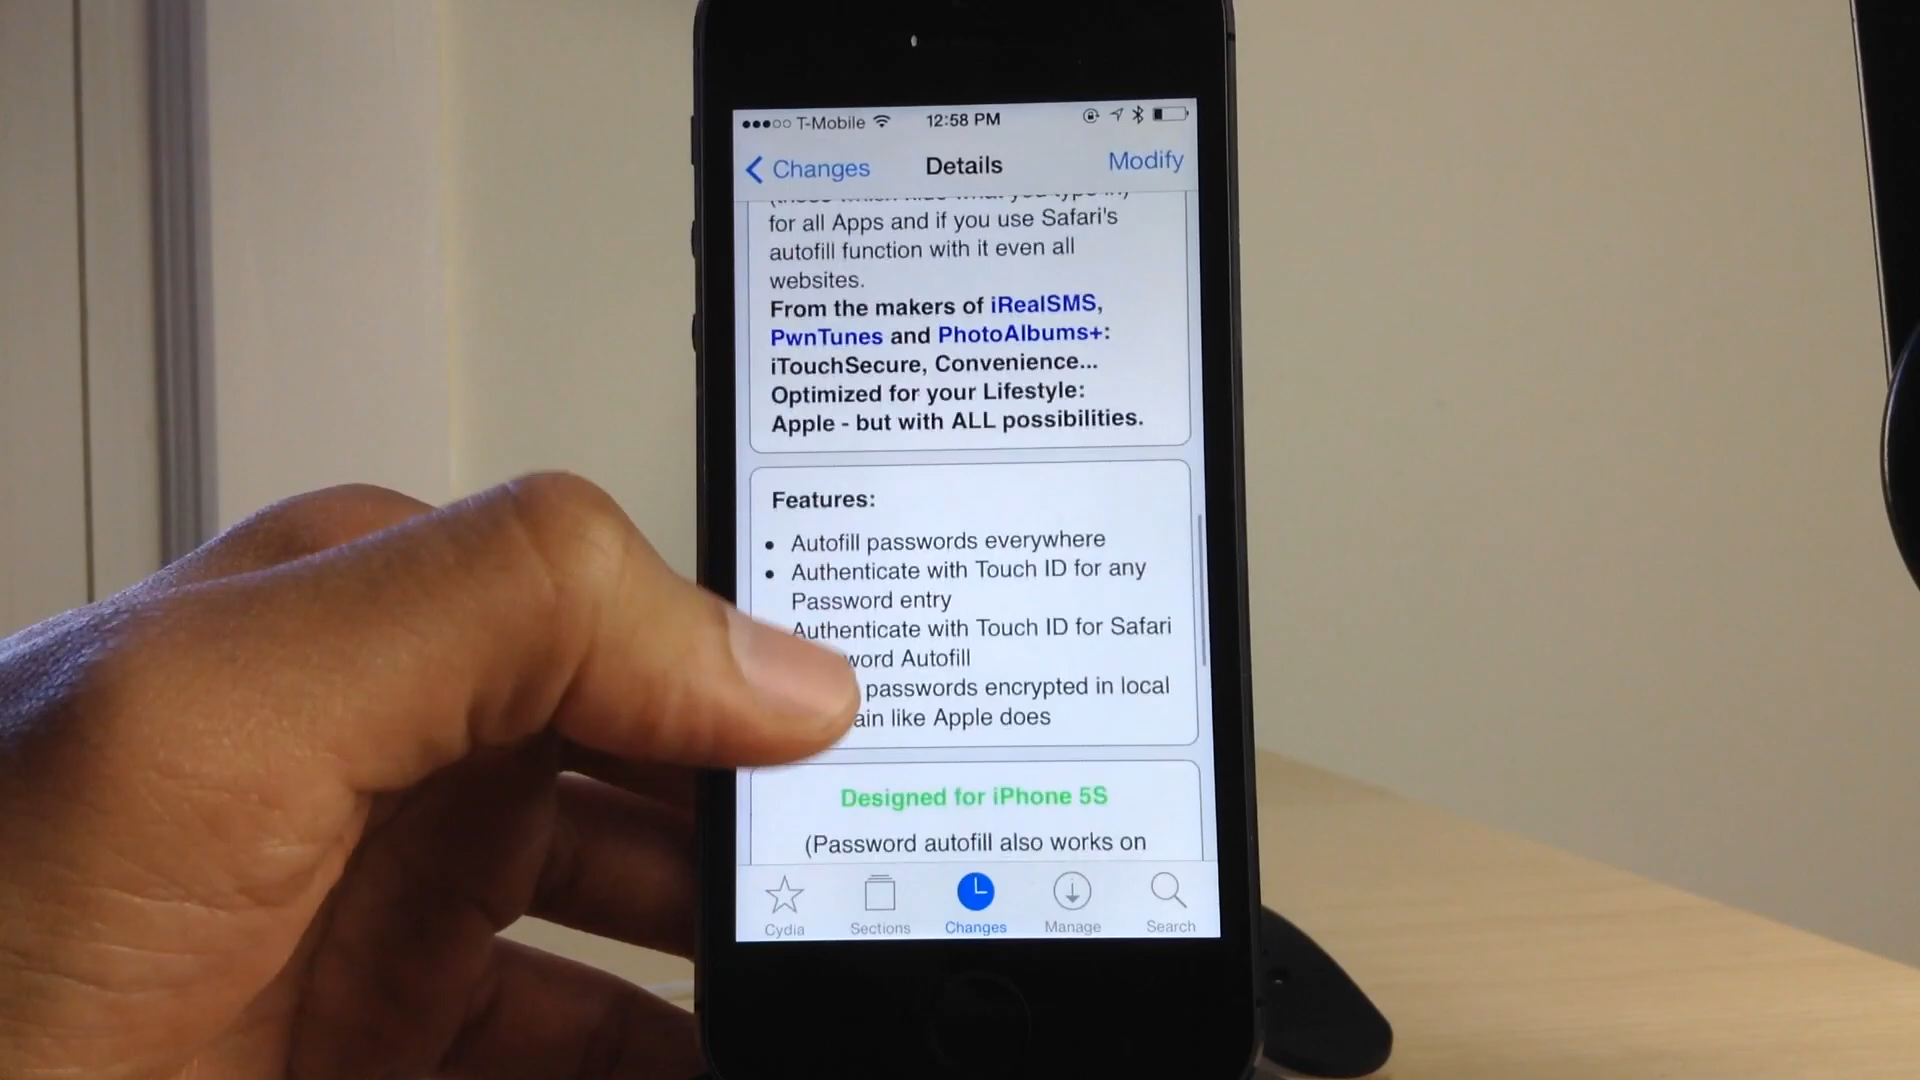 T-Mobile 12:58 PM
Changes Details Modify
for all Apps and if you use Safari's
autofill function with it even all
websites.
From the makers of iRealSMS,
PwnTunes and PhotoAlbums+:
iTouchSecure, Convenience...
Optimized for your Lifestyle:
Apple - but with ALL possibilities.
Features:
• Autofill passwords everywhere
• Authenticate with Touch ID for any
Password entry
Authenticate with Touch ID for Safari
Autofill
passwords encrypted in local
like Apple does
Designed for iPhone 5S
(Password autofill also works on
Cydia Sections Changes Manage Search